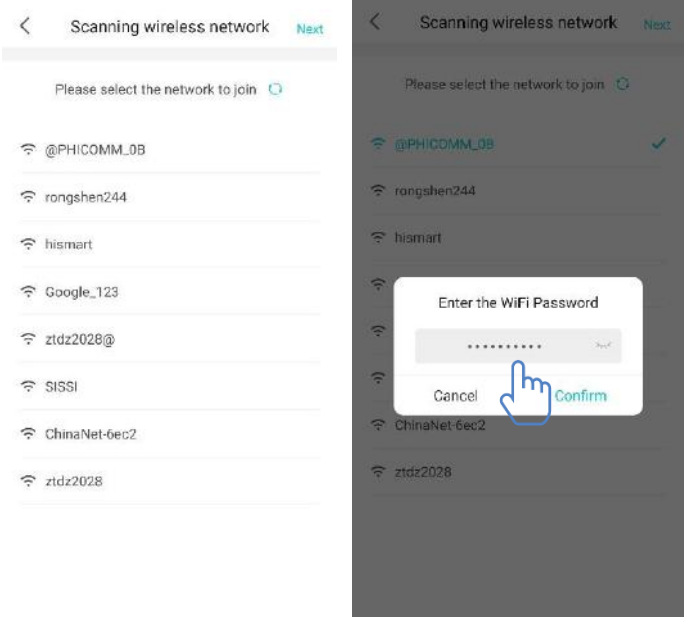 Scanning wireless network Next
Please select the network to join
@PHICOMM_0B
rongshen244
hismart
Google_123
ztdz2028@
SISSI
ChinaNet-6ec2
ztdz2028
Scanning wireless network Next
Please select the network to join
@PHICOMM_0B
rongshen244
hismart
Enter the WiFi Password
••••••••••
Cancel Confirm
ChinaNet-6ec2
ztdz2028